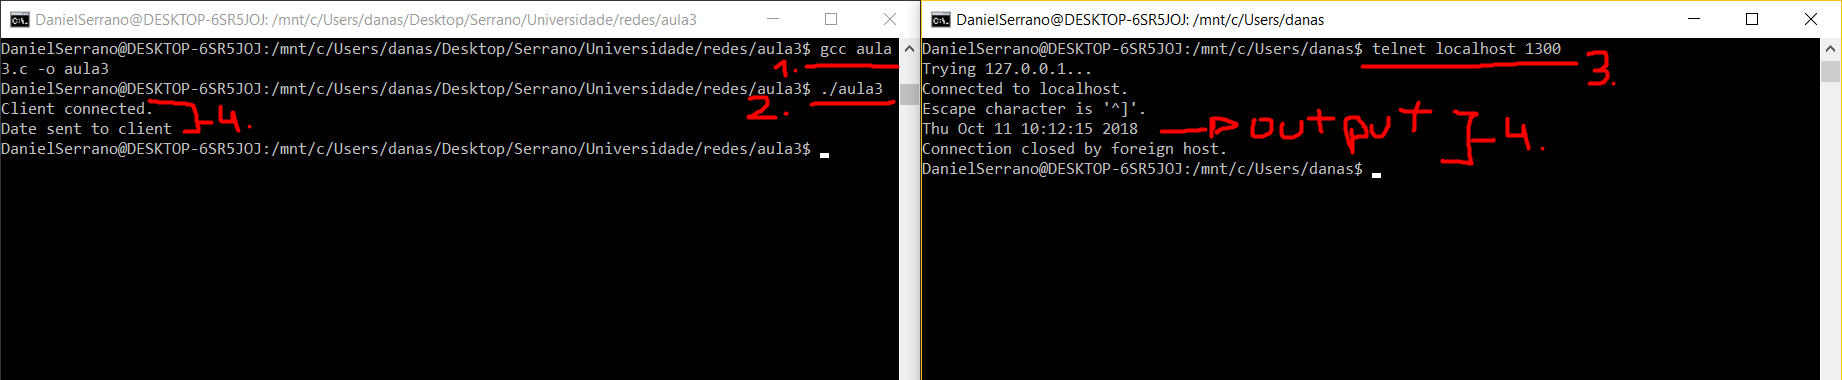 DanielSerrano@DESKTOP-6SR5JOJ: /mnt/c/Users/danas/Desktop/Serrano/Universidade/redes/aula3
DanielSerrano@DESKTOP-6SR5JOJ:/mnt/c/Users/danas/Desktop/Serrano/Universidade/redes/aula3$ gcc aula
3.c -o aula3
1.
DanielSerrano@DESKTOP-6SR5JOJ:/mnt/c/Users/danas/Desktop/Serrano/Universidade/redes/aula3$ ./aula3
2.
Client connected.
Date sent to client
4.
DanielSerrano@DESKTOP-6SR5JOJ:/mnt/c/Users/danas/Desktop/Serrano/Universidade/redes/aula3$
DanielSerrano@DESKTOP-6SR5JOJ: /mnt/c/Users/danas
DanielSerrano@DESKTOP-6SR5JOJ:/mnt/c/Users/danas$ telnet localhost 1300
3.
Trying 127.0.0.1...
Connected to localhost.
Escape character is '^]'.
Thu Oct 11 10:12:15 2018
output
4.
Connection closed by foreign host.
DanielSerrano@DESKTOP-6SR5JOJ:/mnt/c/Users/danas$